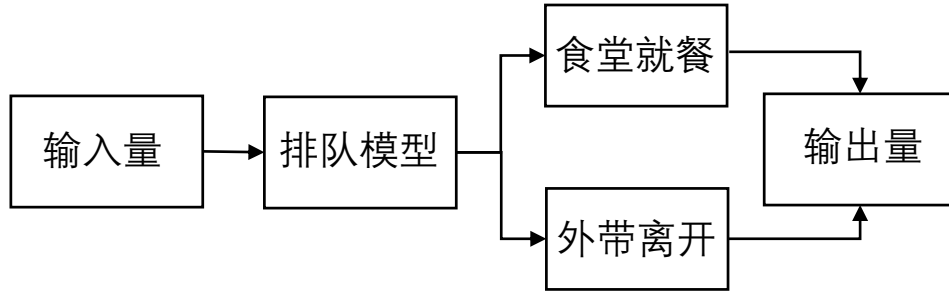 输入量
排队模型
食堂就餐
外带离开
输出量